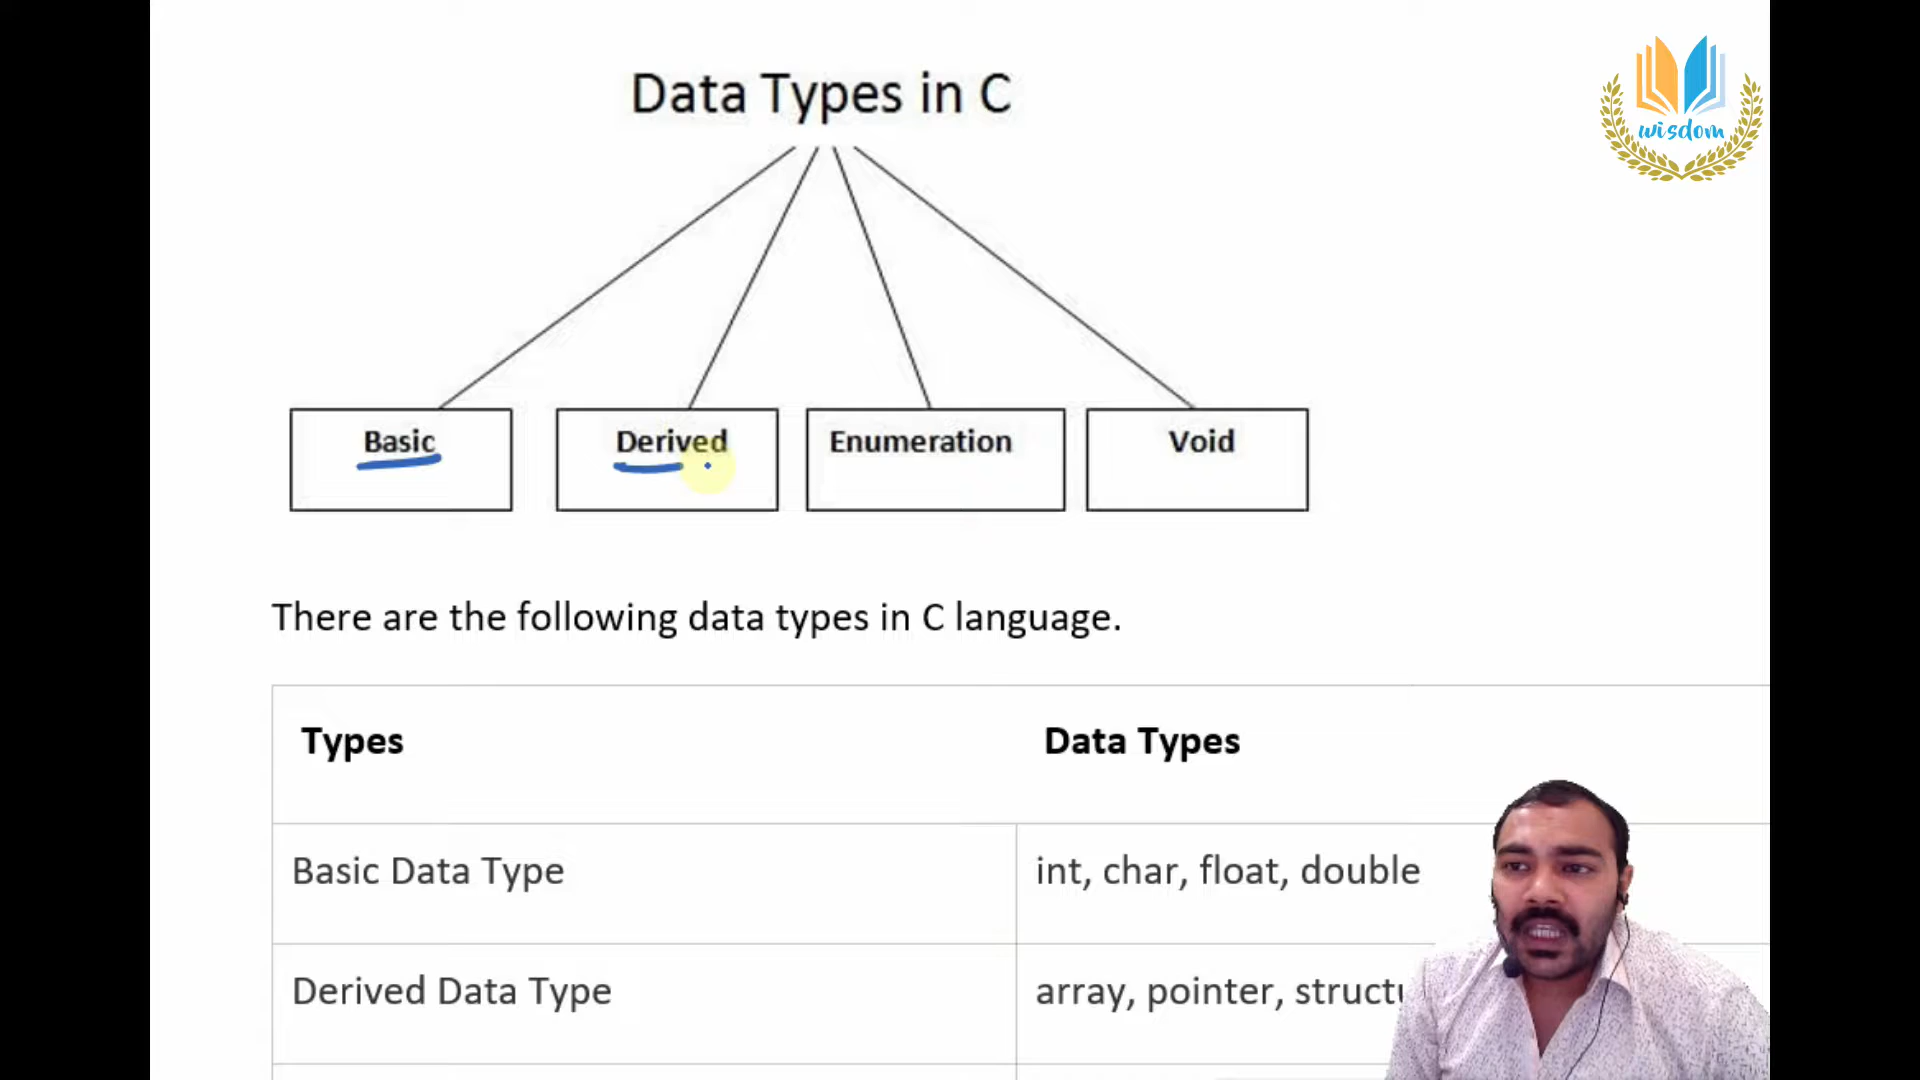 Data Types in C
wisdom
Basic
Derived
Enumeration
Void
There are the following data types in C language.
Types
Data Types
Basic Data Type
int, char, float, double
Derived Data Type
array, pointer,